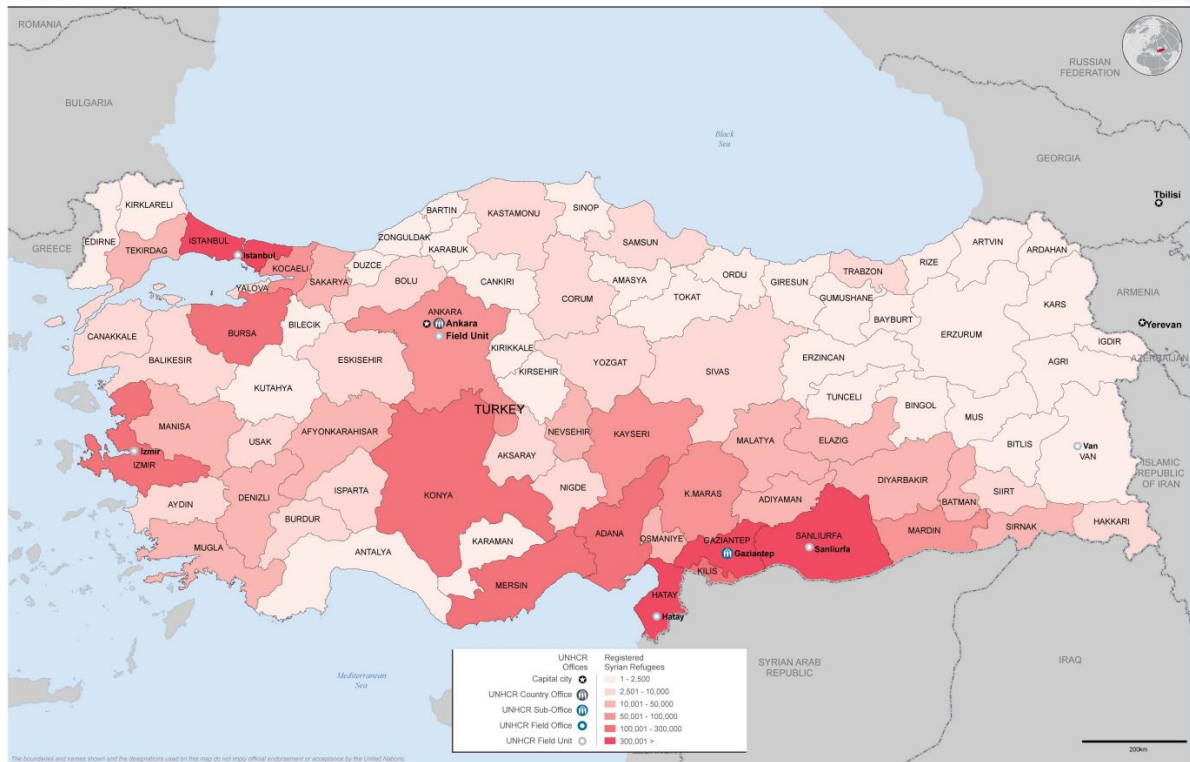 ROMANIA
RUSSIAN
FEDERATION
BULGARIA
Black
Sea
GEORGIA
Tbilisi
KIRKLARELI
EDIRNE
GREECE
TEKIRDAG
ISTANBUL
Istanbul
KOCAELI
YALOVA
SAKARYA
DUZCE
ZONGULDAK
BARTIN
KARABUK
KASTAMONU
SINOP
SAMSUN
BOLU
CANKIRI
CORUM
AMASYA
TOKAT
ORDU
GIRESUN
TRABZON
GUMUSHANE
BAYBURT
RIZE
ARTVIN
ARDAHAN
KARS
ARMENIA
Yerevan
IGDIR
AZERBAIJAN
AGRI
ERZURUM
CANAKKALE
BALIKESIR
BURSA
BILECIK
ESKISEHIR
KUTAHYA
ANKARA
Ankara
Field Unit
KIRIKKALE
KIRSEHIR
YOZGAT
SIVAS
ERZINCAN
TUNCELI
BINGOL
MUS
BITLIS
Van
VAN
ISLAMIC
REPUBLIC
OF IRAN
TURKEY
MANISA
Izmir
IZMIR
USAK
AFYONKARAHISAR
AKSARAY
NEVSEHIR
KAYSERI
MALATYA
ELAZIG
DIYARBAKIR
BATMAN
SIIRT
SIRNAK
HAKKARI
AYDIN
DENIZLI
ISPARTA
BURDUR
KONYA
NIGDE
MUGLA
ANTALYA
KARAMAN
MERSIN
ADANA
OSMANIYE
K.MARAS
ADIYAMAN
GAZIANTEP
Gaziantep
KILIS
SANLIURFA
Sanliurfa
MARDIN
HATAY
Hatay
Mediterranean
Sea
SYRIAN ARAB
REPUBLIC
IRAQ
UNHCR
Offices
Capital city
UNHCR Country Office
UNHCR Sub-Office
UNHCR Field Office
UNHCR Field Unit
Registered
Syrian Refugees
1 - 2,500
2,501 - 10,000
10,001 - 50,000
50,001 - 100,000
100,001 - 300,000
300,001 >
200km
The boundaries and names shown and the designations used on this map do not imply official endorsement or acceptance by the United Nations.